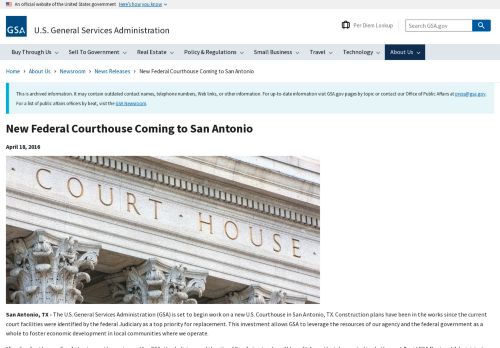 An official website of the United States government Here's how you know
GSA U.S. General Services Administration
Per Diem Lookup
Search GSA.gov
Buy Through Us Sell To Government Real Estate Policy & Regulations Small Business Travel Technology About Us
Home › About Us › Newsroom › News Releases › New Federal Courthouse Coming to San Antonio
This is archived information. It may contain outdated contact names, telephone numbers, Web links, or other information. For up-to-date information visit GSA.gov pages by topic or contact our Office of Public Affairs at press@gsa.gov.
For a list of public affairs officers by beat, visit the GSA Newsroom.
New Federal Courthouse Coming to San Antonio
April 18, 2016
COURT HOUSE
San Antonio, TX - The U.S. General Services Administration (GSA) is set to begin work on a new U.S. Courthouse in San Antonio, TX. Construction plans have been in the works since the current
court facilities were identified by the federal Judiciary as a top priority for replacement. This investment allows GSA to leverage the resources of our agency and the federal government as a
whole to foster economic development in local communities where we operate.